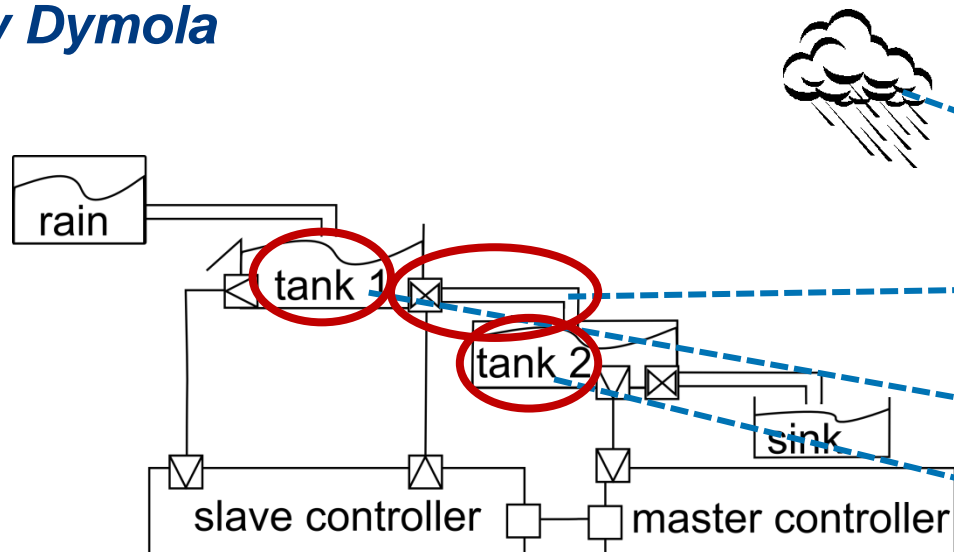 Dymola
rain
tank 1
tank 2
sink
slave controller
master controller